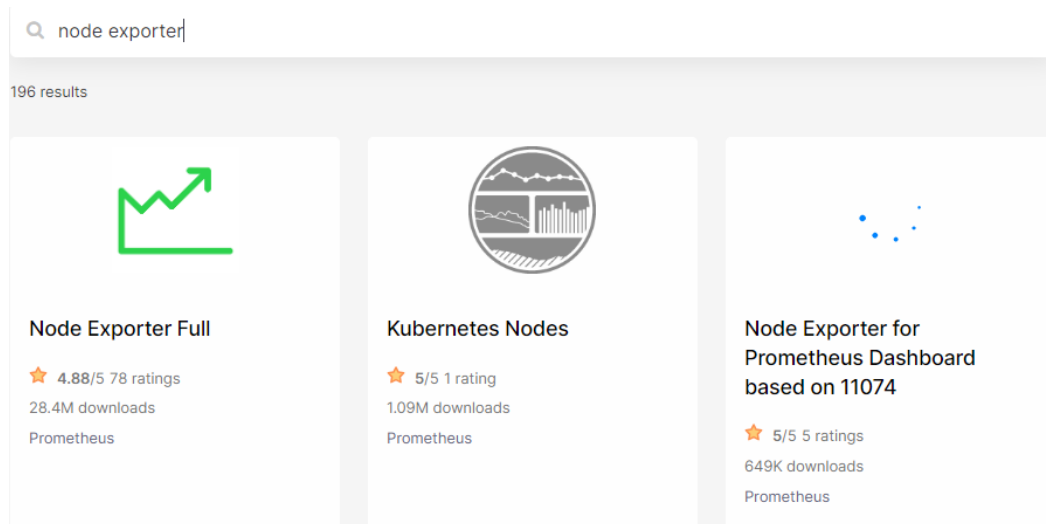 node exporter
196 results
Node Exporter Full
4.88/5 78 ratings
28.4M downloads
Prometheus
Kubernetes Nodes
5/5 1 rating
1.09M downloads
Prometheus
Node Exporter for
Prometheus Dashboard
based on 11074
5/5 5 ratings
649K downloads
Prometheus